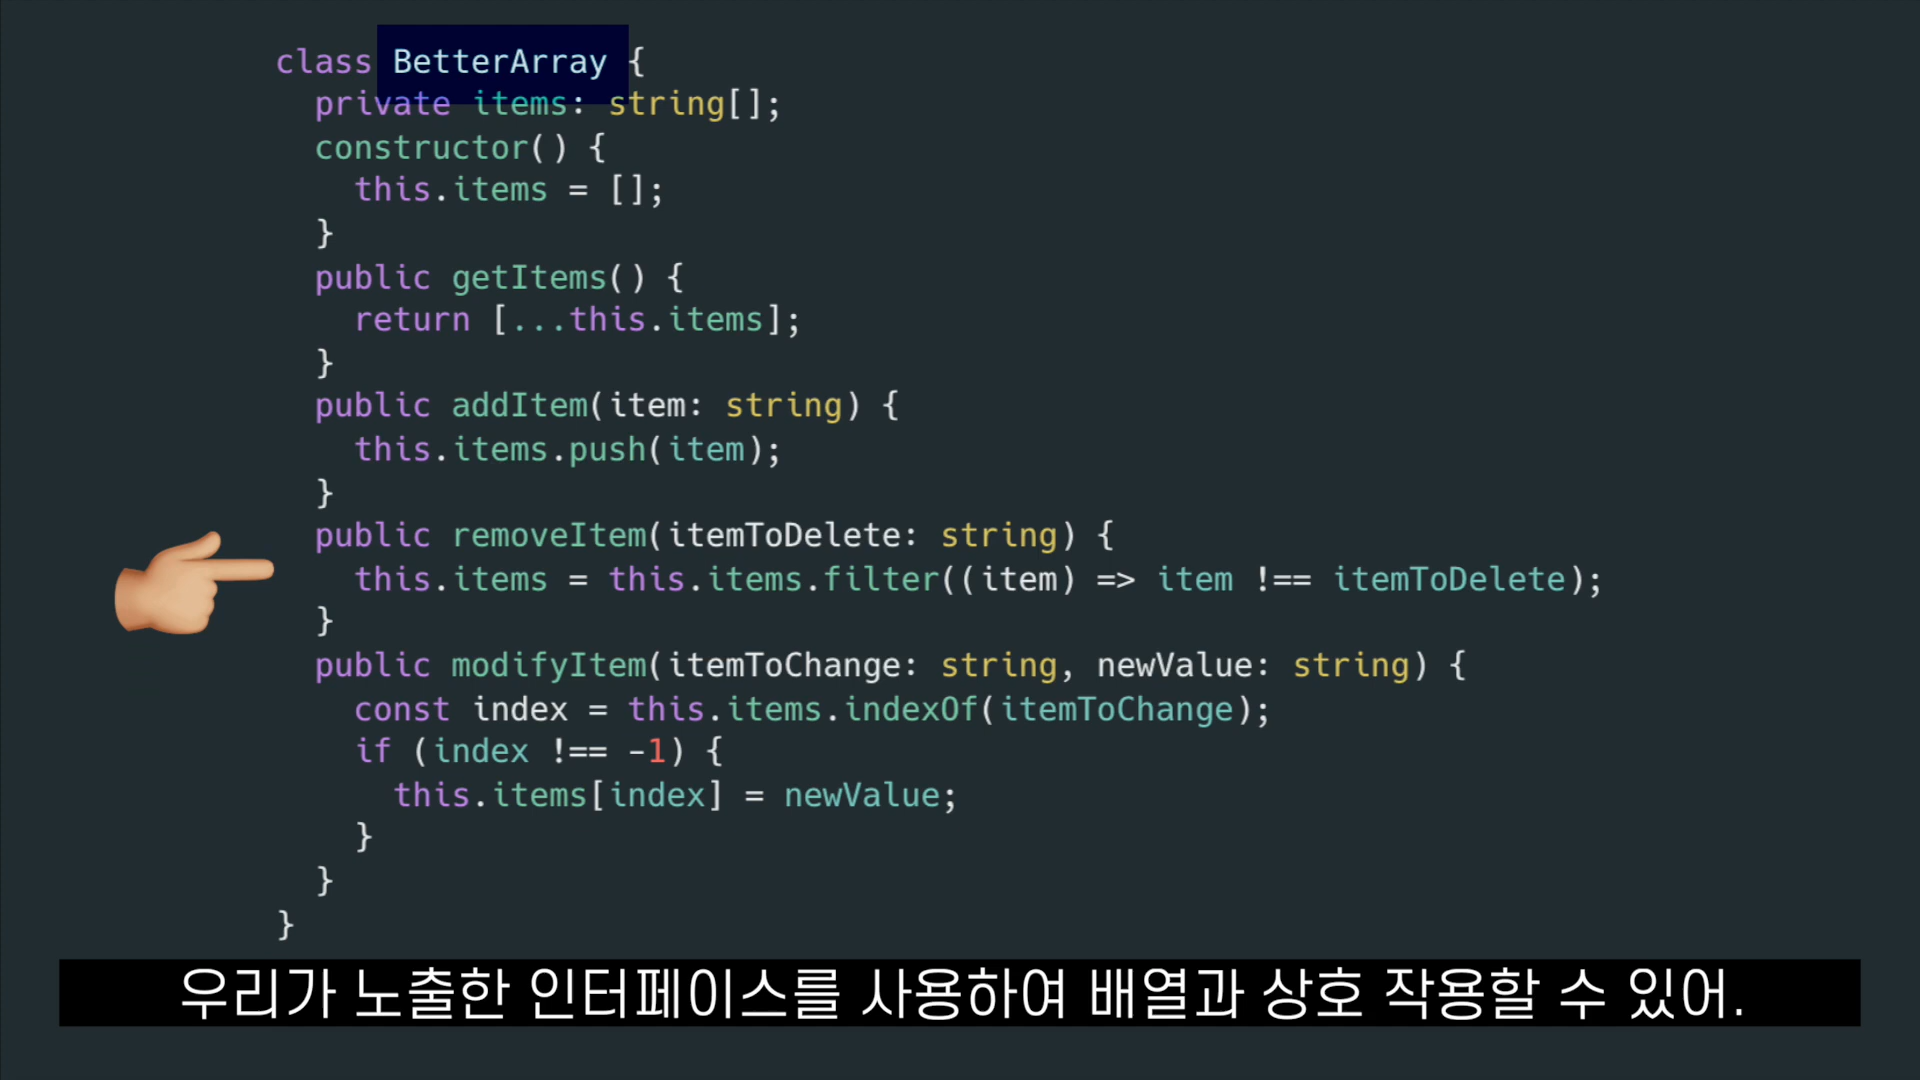 class BetterArray {
private items: string[];
constructor() {
this.items = [];
}
public getItems() {
return [...this.items];
}
public addItem(item: string) {
this.items.push(item);
}
public removeItem(itemToDelete: string) {
this.items = this.items.filter((item) => item !== itemToDelete);
}
public modifyItem(itemToChange: string, newValue: string) {
const index = this.items.indexOf(itemToChange);
if (index !== -1) {
this.items[index] = newValue;
}
}
}
우리가 노출한 인터페이스를 사용하여 배열과 상호 작용할 수 있어.